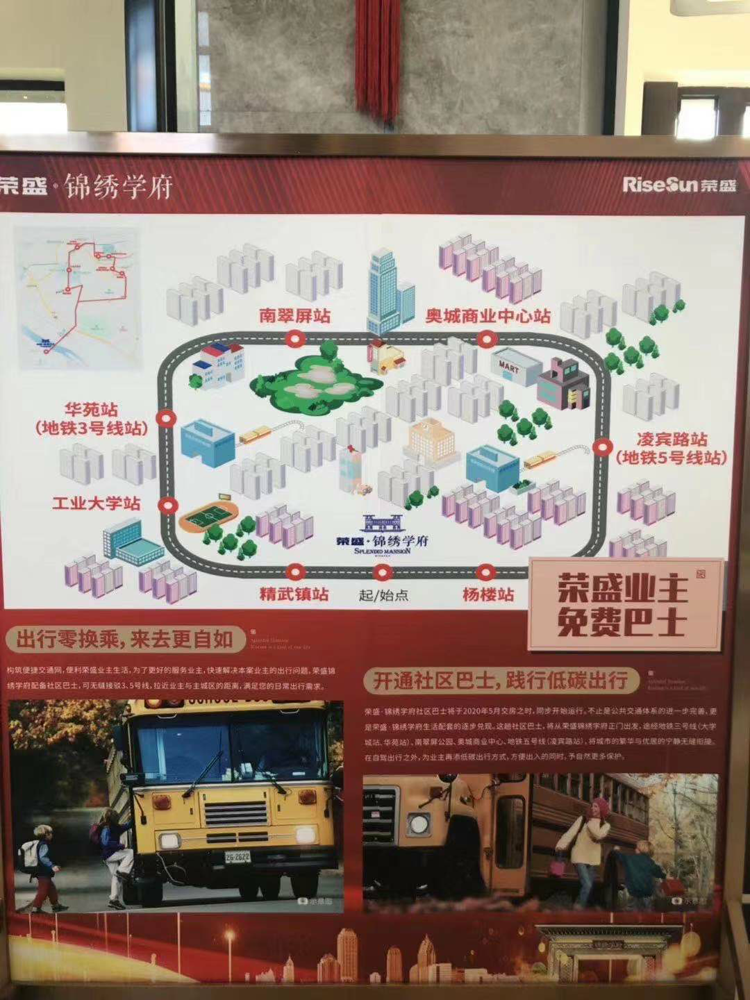 荣盛·锦绣学府
RiseSun荣盛
南翠屏站
奥城商业中心站
MART
华苑站
(地铁3号线站)
凌宾路站
(地铁5号线站)
工业大学站
荣盛·锦绣学府
SPLENDID MANSION
精武镇站
起/始点
杨楼站
荣盛业主
免费巴士
出行零换乘,来去更自如
构筑便捷交通网,便利荣盛业主生活,为了更好的服务业主,快速解决本案业主的出行问题,荣盛锦
绣学府配备社区巴士,可无缝接驳3.5号线,拉近业主与主城区的距离,满足您的日常出行需求。
开通社区巴士,践行低碳出行
荣盛·锦绣学府社区巴士将于2020年5月交房之时,同步开始运行。不止是公共交通体系的进一步完善,更
是荣盛·锦绣学府生活配套的逐步兑现。这趟社区巴士,将从荣盛锦绣学府正门出发,途经地铁三号线(大学
城站、华苑站)、南翠屏公园、奥城商业中心、地铁五号线(凌宾路站),将城市的繁华与优居的宁静无缝衔接。
在自驾出行之外,为业主再添低碳出行方式,方便出入的同时,予自然更多保护。
SCHOOL BUS
26-2622
示意图
示意图